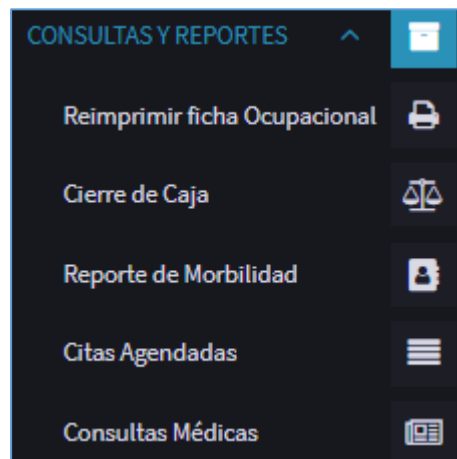 CONSULTAS Y REPORTES
Reimprimir ficha Ocupacional
Cierre de Caja
Reporte de Morbilidad
Citas Agendadas
Consultas Médicas